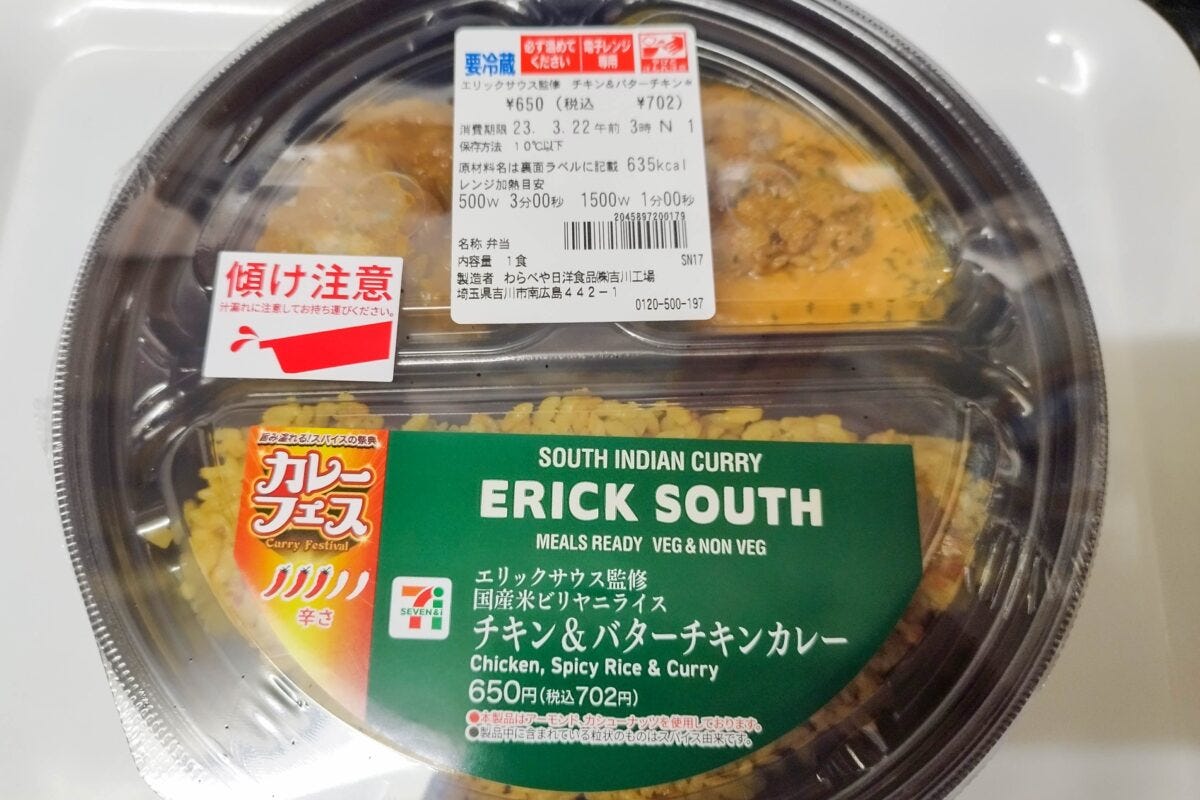 要冷蔵
必ず温めて
ください
電子レンジ
専用
エリックサウス監修 チキン&バターチキン*
¥650 (税込 ¥702)
消費期限 23. 3. 22 午前 3時 N 1
保存方法 10℃以下
原材料名は裏面ラベルに記載 635kcal
レンジ加熱目安
500W 3分00秒 1500W 1分00秒
2045897200179
名称 弁当
内容量 1食
SN17
製造者 わらべや日洋食品㈱吉川工場
埼玉県吉川市南広島442-1
0120-500-197
傾け注意
汁漏れに注意してお持ち運びください。
旨み溢れる!スパイスの祭典
カレー
フェス
Curry Festival
辛さ
SOUTH INDIAN CURRY
ERICK SOUTH
MEALS READY VEG & NON VEG
7
SEVEN&i
エリックサウス監修
国産米ビリヤニライス
チキン&バターチキンカレー
Chicken, Spicy Rice & Curry
650円(税込702円)
●本製品はアーモンド、カシューナッツを使用しております。
●製品中に含まれている粒状のものはスパイス由来です。